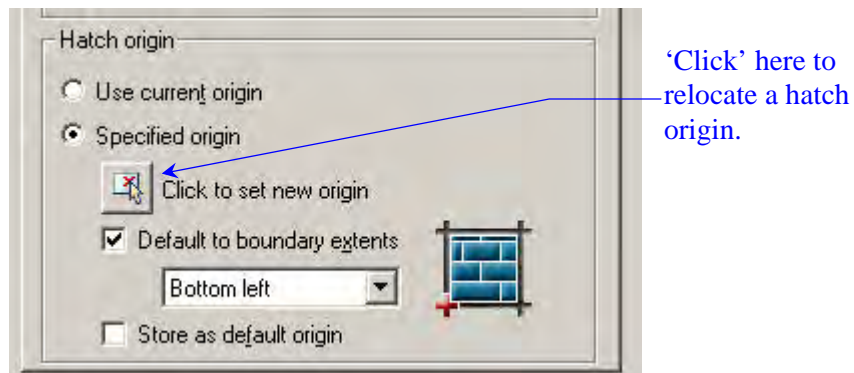 Hatch origin
Use current origin
Specified origin
Click to set new origin
Default to boundary extents
Bottom left
Store as default origin
‘Click’ here to
relocate a hatch
origin.